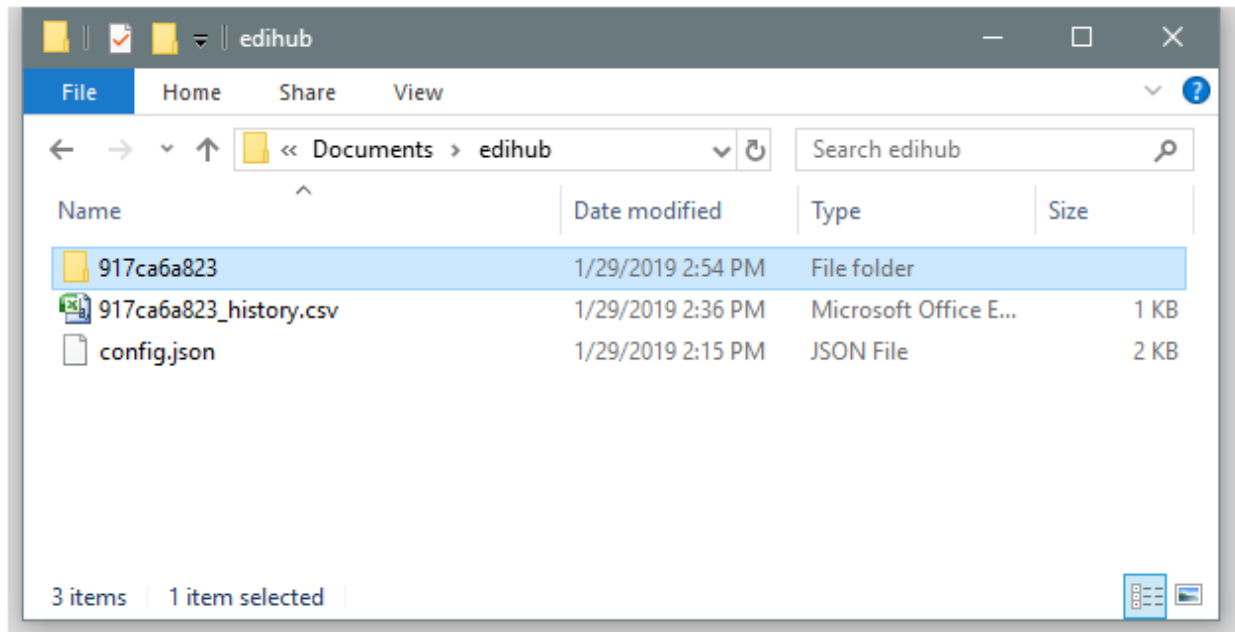 edihub
File Home Share View
« Documents › edihub Search edihub
Name Date modified Type Size
917ca6a823 1/29/2019 2:54 PM File folder
917ca6a823_history.csv 1/29/2019 2:36 PM Microsoft Office E... 1 KB
config.json 1/29/2019 2:15 PM JSON File 2 KB
3 items 1 item selected